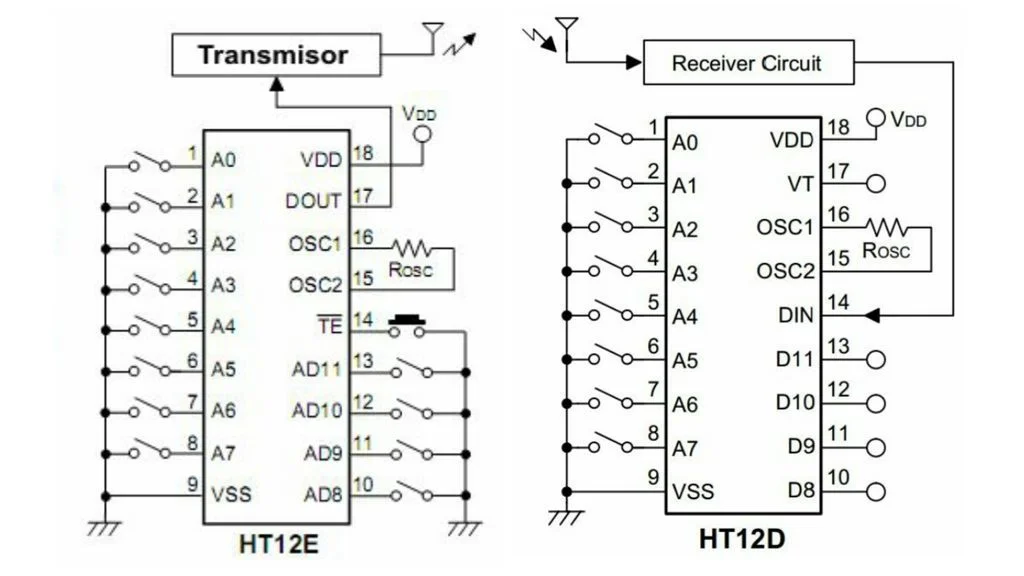 Transmisor
VDD
1 A0 VDD 18
2 A1 DOUT 17
3 A2 OSC1 16
ROSC
4 A3 OSC2 15
5 A4 TE 14
6 A5 AD11 13
7 A6 AD10 12
8 A7 AD9 11
9 VSS AD8 10
HT12E
Receiver Circuit
VDD
1 A0 VDD 18
2 A1 VT 17
3 A2 OSC1 16
ROSC
4 A3 OSC2 15
5 A4 DIN 14
6 A5 D11 13
7 A6 D10 12
8 A7 D9 11
9 VSS D8 10
HT12D